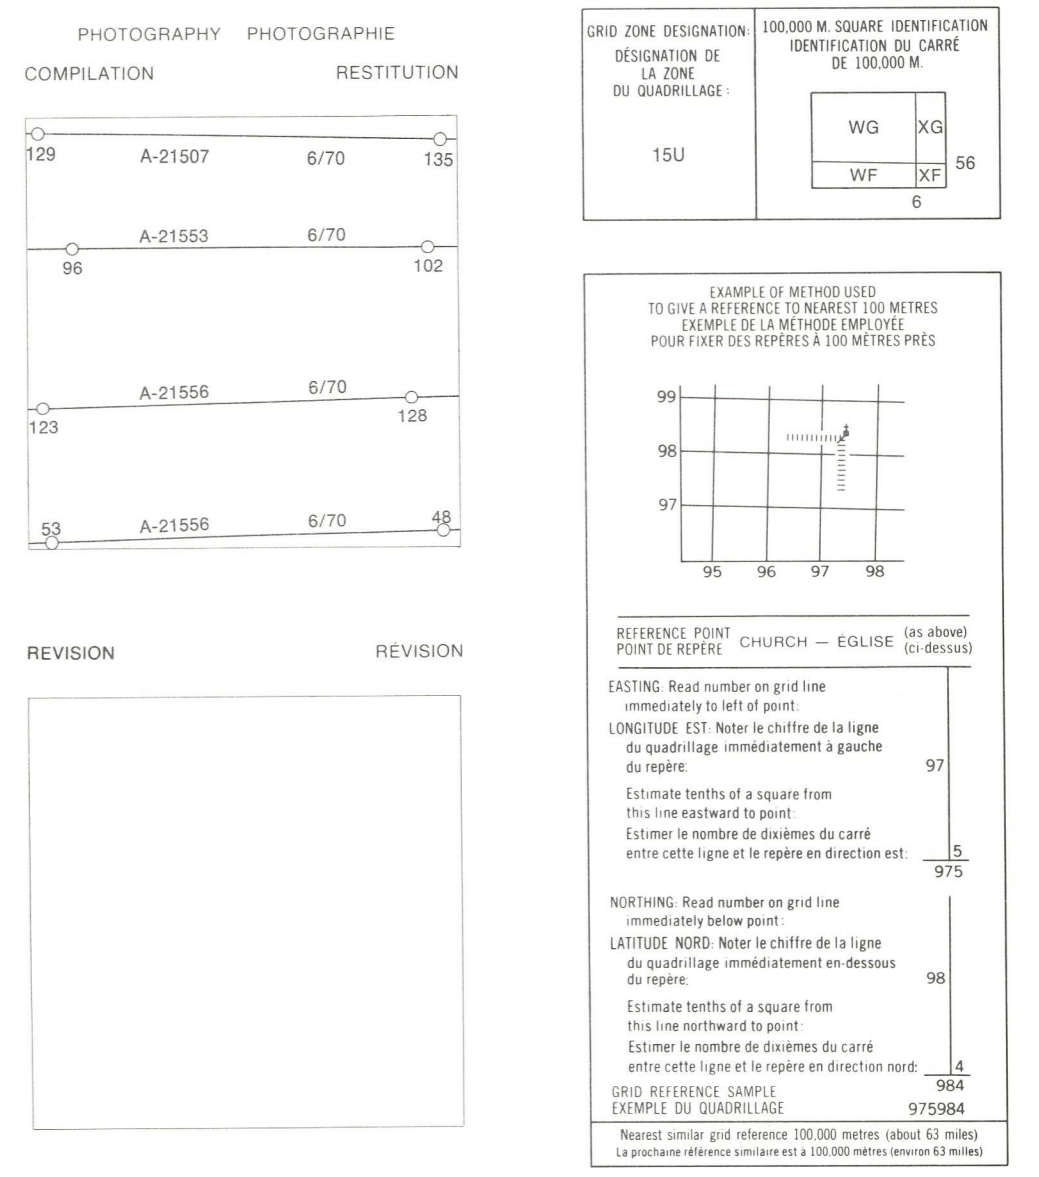 PHOTOGRAPHY PHOTOGRAPHIE
COMPILATION RESTITUTION
129 A-21507 6/70 135
A-21553 6/70
96 102
A-21556 6/70
123 128
53 A-21556 6/70 48
REVISION RÉVISION
GRID ZONE DESIGNATION:
DÉSIGNATION DE
LA ZONE
DU QUADRILLAGE :
15U
100,000 M. SQUARE IDENTIFICATION
IDENTIFICATION DU CARRÉ
DE 100,000 M.
WG XG
56
WF XF
6
EXAMPLE OF METHOD USED
TO GIVE A REFERENCE TO NEAREST 100 METRES
EXEMPLE DE LA MÉTHODE EMPLOYÉE
POUR FIXER DES REPÈRES À 100 MÈTRES PRÈS
99
98
97
95 96 97 98
REFERENCE POINT CHURCH — ÉGLISE (as above)
POINT DE REPÈRE (ci-dessus)
EASTING: Read number on grid line
immediately to left of point:
LONGITUDE EST: Noter le chiffre de la ligne
du quadrillage immédiatement à gauche
du repère: 97
Estimate tenths of a square from
this line eastward to point:
Estimer le nombre de dixièmes du carré
entre cette ligne et le repère en direction est: 5
975
NORTHING: Read number on grid line
immediately below point:
LATITUDE NORD: Noter le chiffre de la ligne
du quadrillage immédiatement en-dessous
du repère: 98
Estimate tenths of a square from
this line northward to point:
Estimer le nombre de dixièmes du carré
entre cette ligne et le repère en direction nord: 4
GRID REFERENCE SAMPLE 984
EXEMPLE DU QUADRILLAGE 975984
Nearest similar grid reference 100,000 metres (about 63 miles)
La prochaine référence similaire est à 100,000 mètres (environ 63 milles)